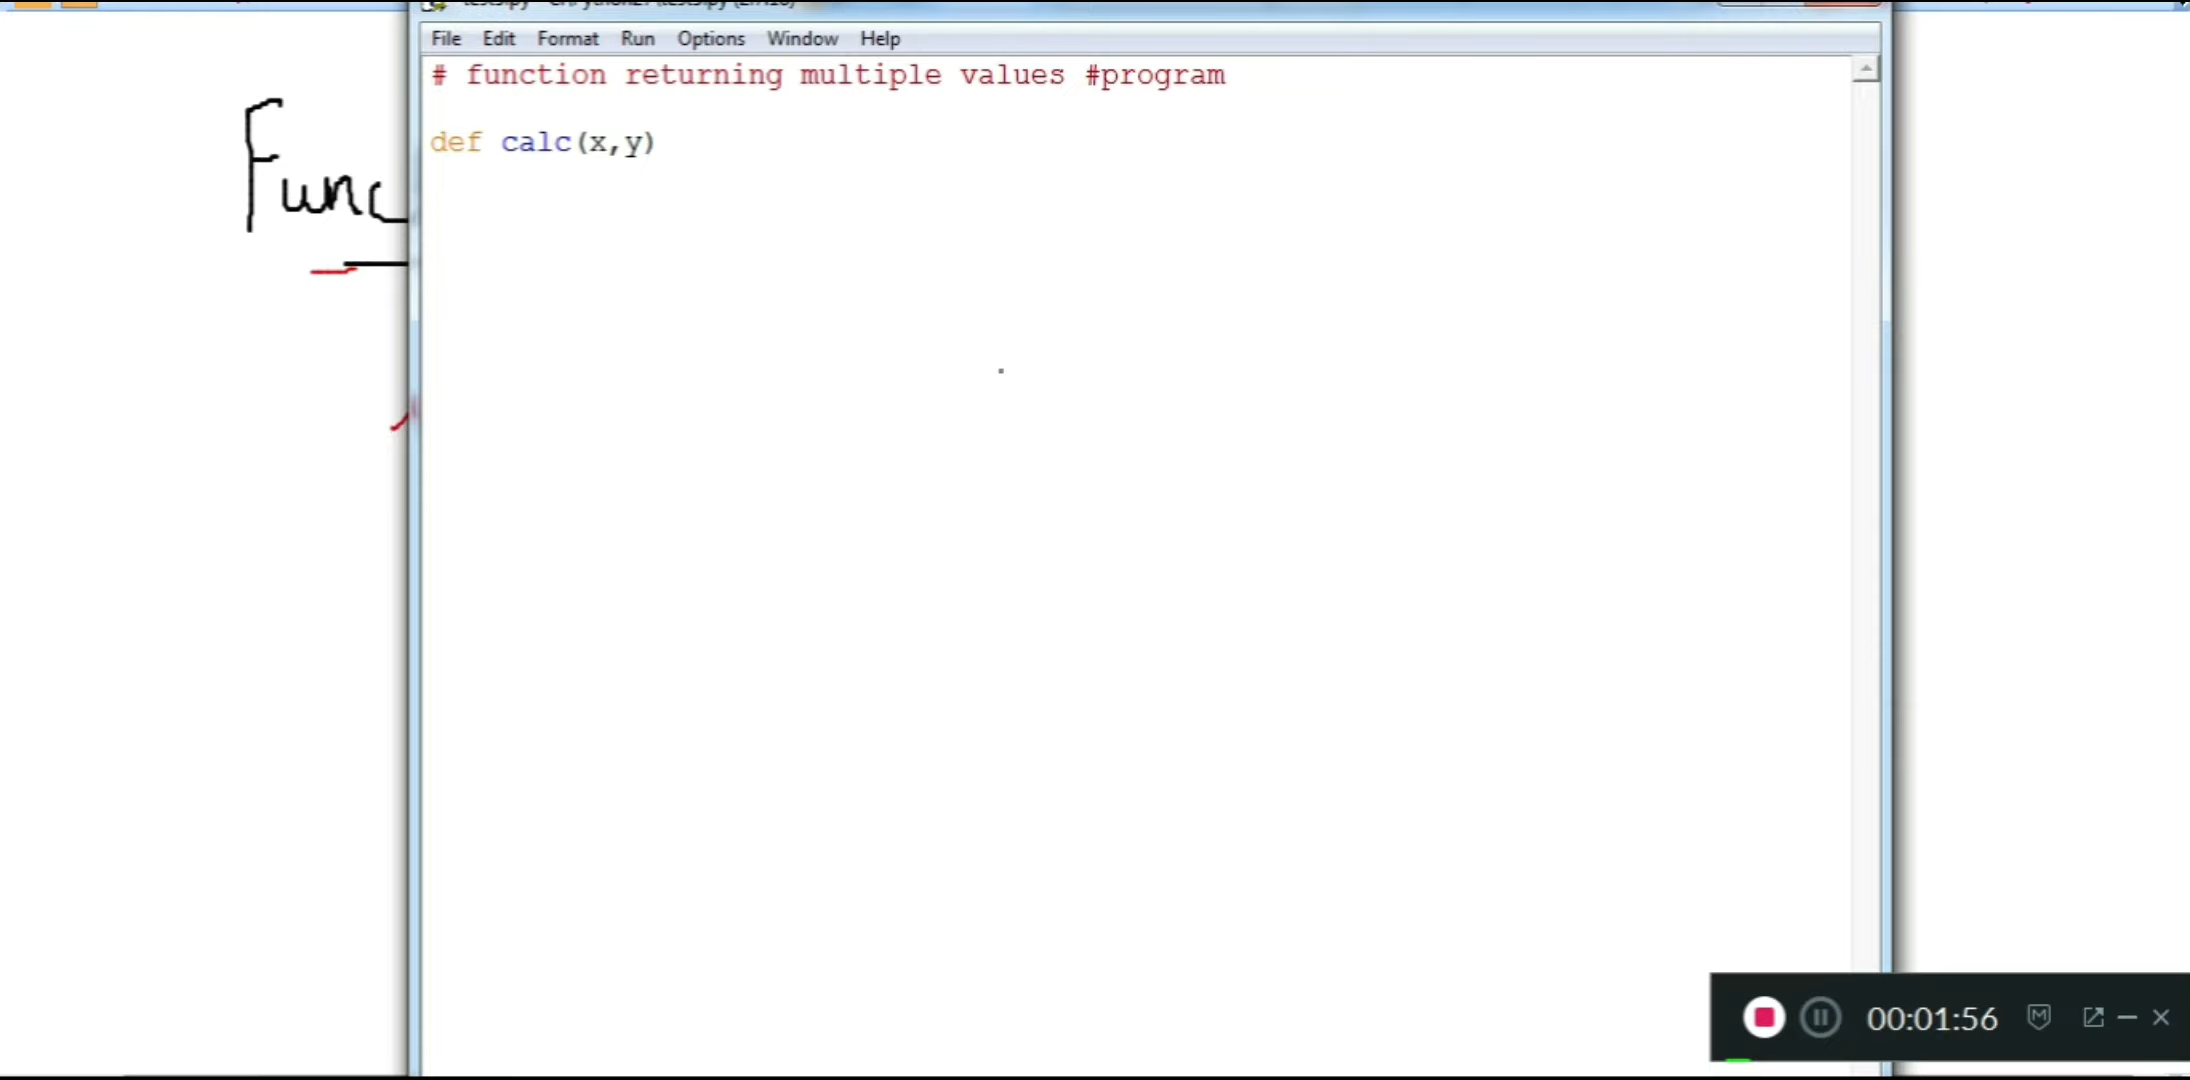 File Edit Format Run Options Window Help
# function returning multiple values #program
def calc(x,y)
Func
00:01:56